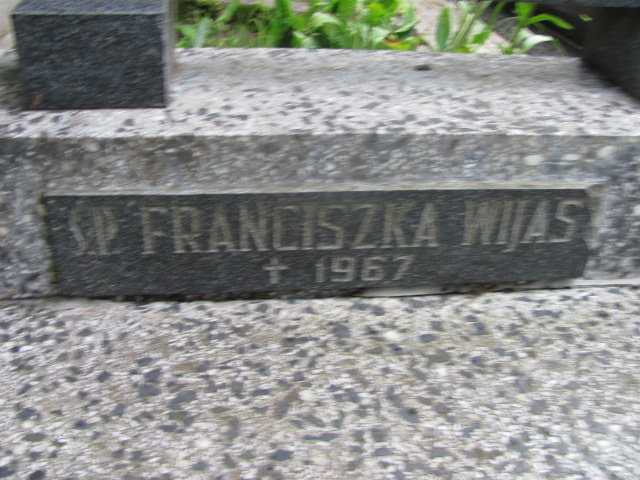 ŚP FRANCISZKA WIJAS
† 1967